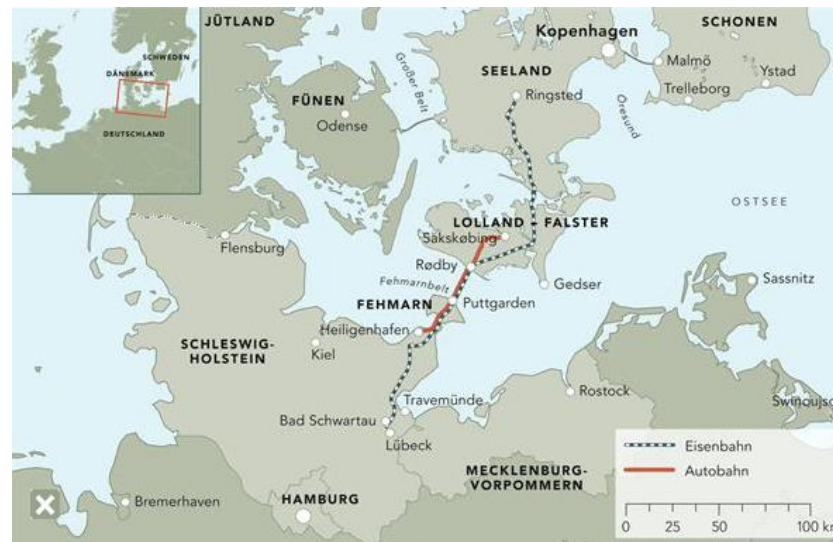 JÜTLAND
SCHWEDEN
DÄNEMARK
DEUTSCHLAND
Kopenhagen
SCHONEN
Malmö
Ystad
Trelleborg
SEELAND
Ringsted
Großer Belt
FÜNEN
Odense
Öresund
OSTSEE
LOLLAND - FALSTER
Sakskøbing
Flensburg
Rødby
Fehmarnbelt
Gedser
Sassnitz
FEHMARN
Puttgarden
Heiligenhafen
SCHLESWIG-
HOLSTEIN
Kiel
Rostock
Travemünde
Bad Schwartau
Lübeck
MECKLENBURG-
VORPOMMERN
Bremerhaven
HAMBURG
Eisenbahn
Autobahn
0 25 50 100